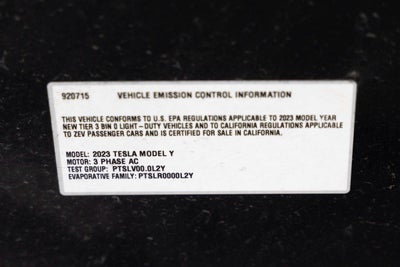 920715 VEHICLE EMISSION CONTROL INFORMATION
THIS VEHICLE CONFORMS TO U.S. EPA REGULATIONS APPLICABLE TO 2023 MODEL YEAR
NEW TIER 3 BIN 0 LIGHT-DUTY VEHICLES AND TO CALIFORNIA REGULATIONS APPLICABLE
TO ZEV PASSENGER CARS AND IS CERTIFIED FOR SALE IN CALIFORNIA.
MODEL: 2023 TESLA MODEL Y
MOTOR: 3 PHASE AC
TEST GROUP: PTSLV00.0L2Y
EVAPORATIVE FAMILY: PTSLR0000L2Y